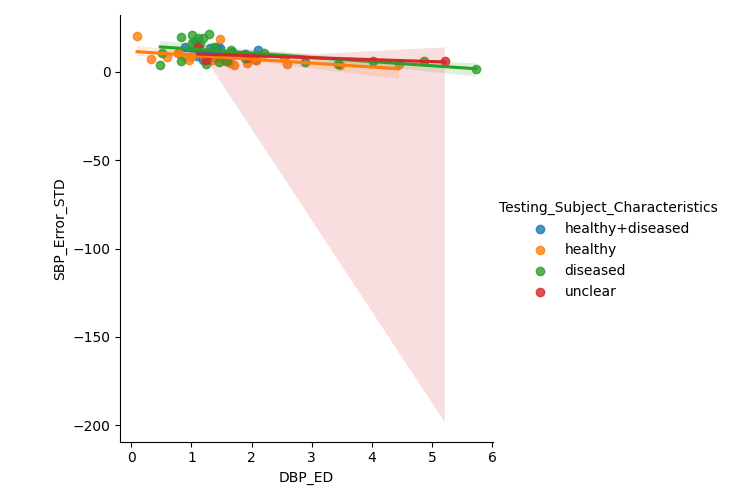 0
−50
−100
−150
−200
SBP_Error_STD
0 1 2 3 4 5 6
DBP_ED
Testing_Subject_Characteristics
healthy+diseased
healthy
diseased
unclear